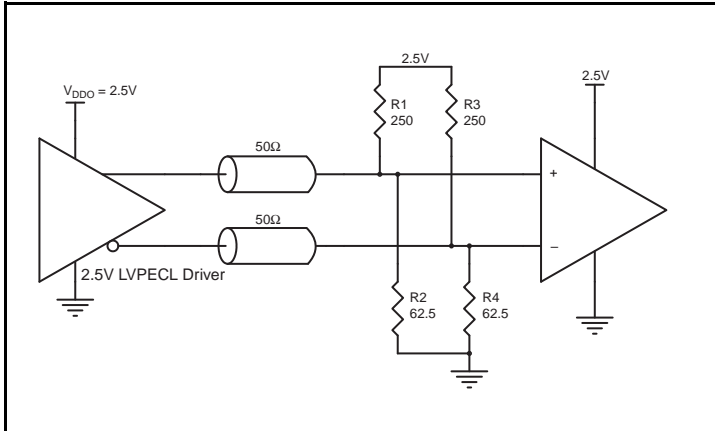 2.5V
V_DDO = 2.5V
2.5V
R1
250
R3
250
50Ω
+
50Ω
–
2.5V LVPECL Driver
R2
62.5
R4
62.5